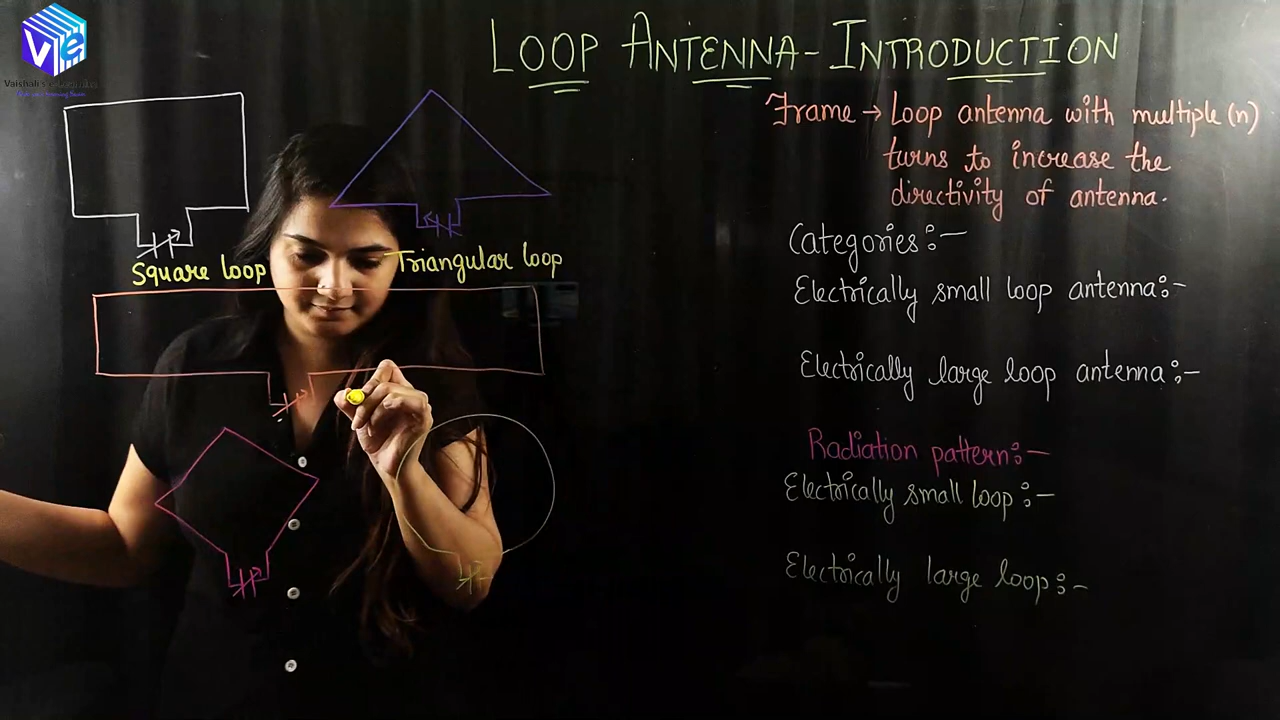 Vie
LOOP ANTENNA-INTRODUCTION
Frame → Loop antenna with multiple (n)
turns to increase the
directivity of antenna.
Square loop
Triangular loop
Categories:-
Electrically small loop antenna:-
Electrically large loop antenna:-
Radiation pattern:-
Electrically small loop:-
Electrically large loop:-